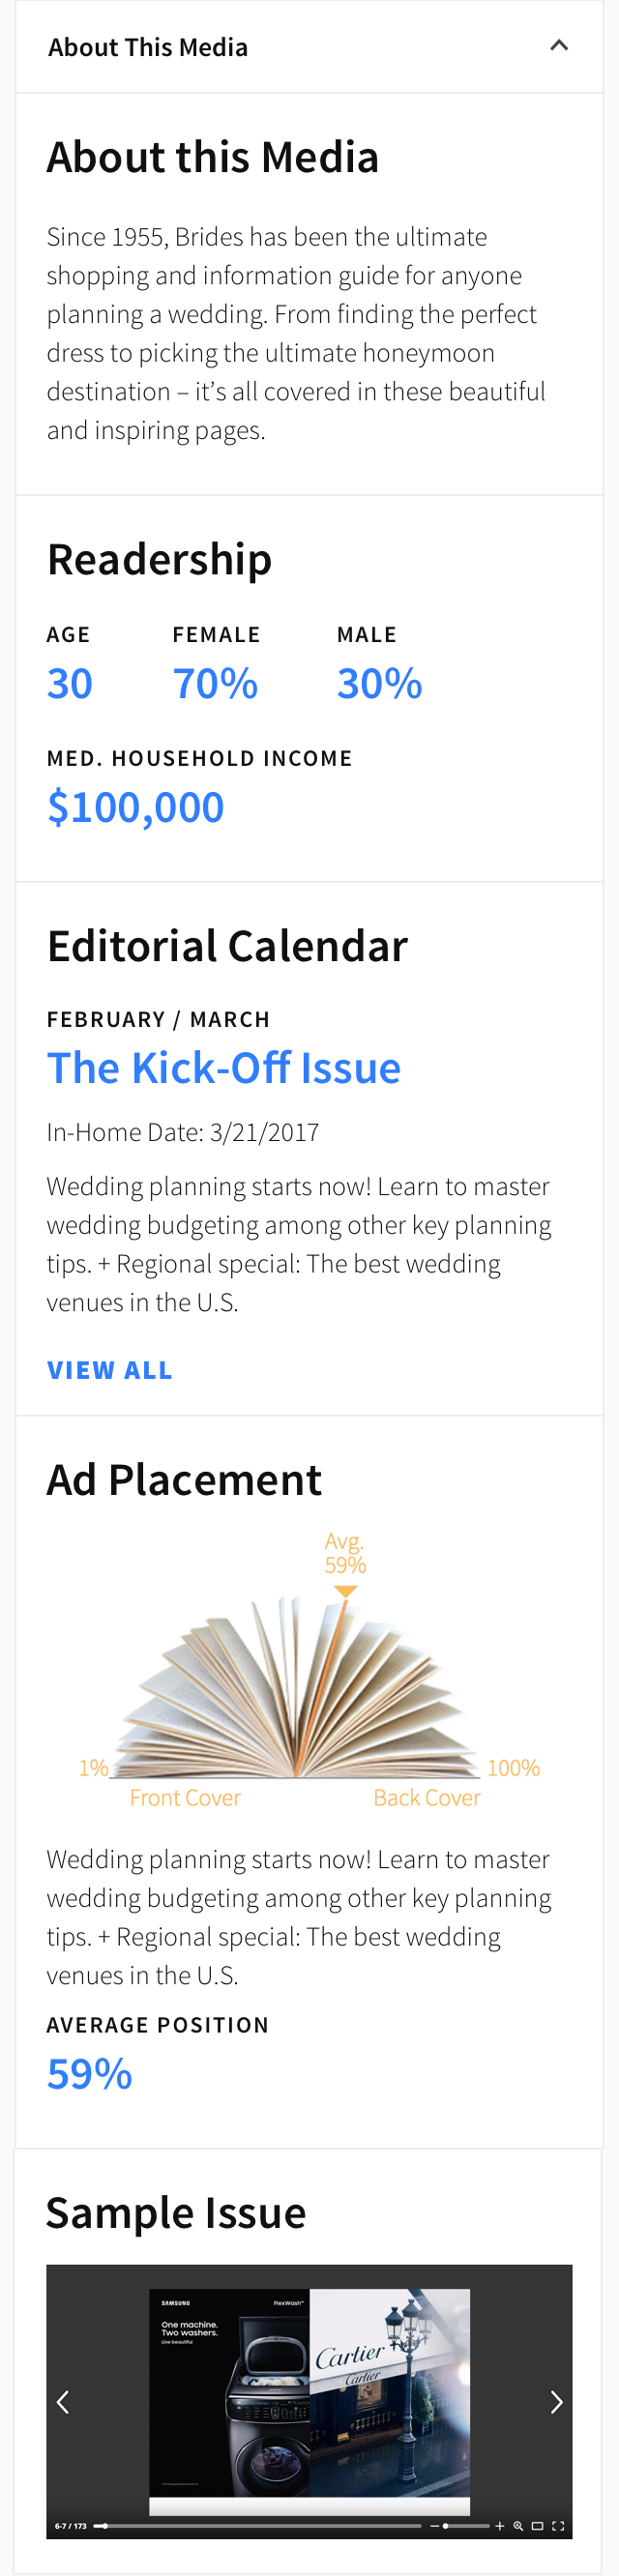 About This Media
About this Media
Since 1955, Brides has been the ultimate
shopping and information guide for anyone
planning a wedding. From finding the perfect
dress to picking the ultimate honeymoon
destination – it’s all covered in these beautiful
and inspiring pages.
Readership
AGE FEMALE MALE
30 70% 30%
MED. HOUSEHOLD INCOME
$100,000
Editorial Calendar
FEBRUARY / MARCH
The Kick-Off Issue
In-Home Date: 3/21/2017
Wedding planning starts now! Learn to master
wedding budgeting among other key planning
tips. + Regional special: The best wedding
venues in the U.S.
VIEW ALL
Ad Placement
Avg.
59%
1% 100%
Front Cover Back Cover
Wedding planning starts now! Learn to master
wedding budgeting among other key planning
tips. + Regional special: The best wedding
venues in the U.S.
AVERAGE POSITION
59%
Sample Issue
SAMSUNG FlexWash™
One machine.
Two washers.
Live beautiful
Cartier
Cartier
6-7 / 173